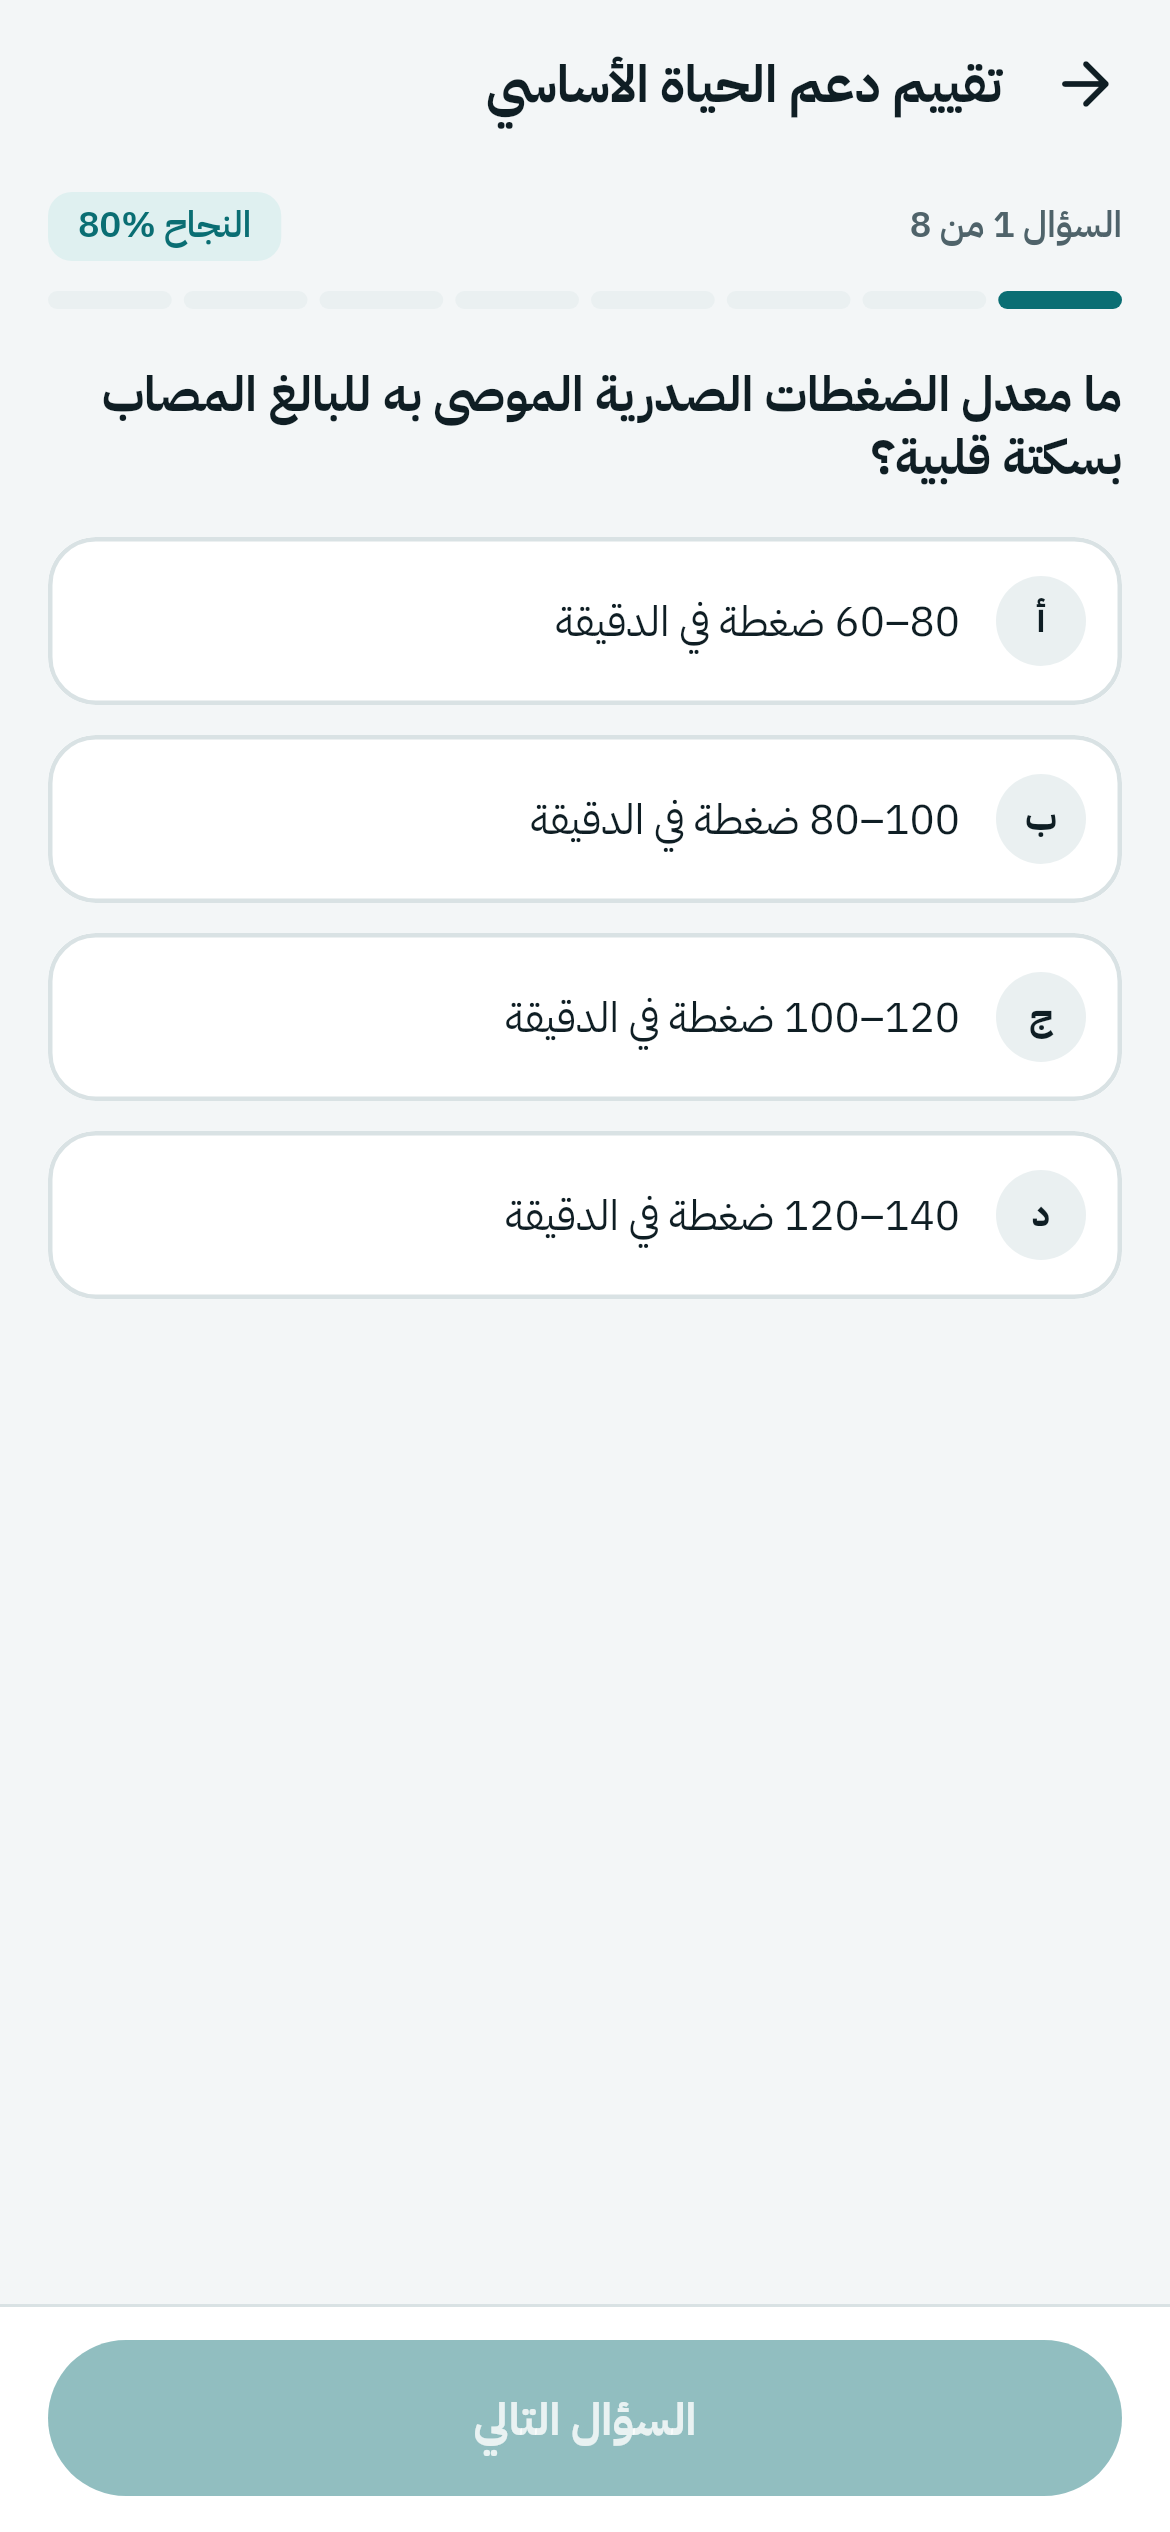 تقييم دعم الحياة الأساسي
السؤال 1 من 8
النجاح 80%
ما معدل الضغطات الصدرية الموصى به للبالغ المصاب
بسكتة قلبية؟
أ
60–80 ضغطة في الدقيقة
ب
80–100 ضغطة في الدقيقة
ج
100–120 ضغطة في الدقيقة
د
120–140 ضغطة في الدقيقة
السؤال التالي